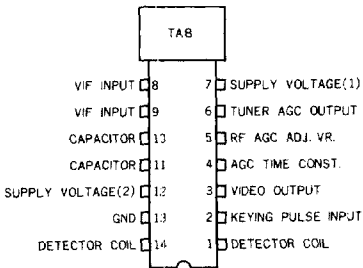 TAB
VIF INPUT 8 7 SUPPLY VOLTAGE(1)
VIF INPUT 9 6 TUNER AGC OUTPUT
CAPACITOR 10 5 RF AGC ADJ. VR.
CAPACITOR 11 4 AGC TIME CONST.
SUPPLY VOLTAGE(2) 12 3 VIDEO OUTPUT
GND 13 2 KEYING PULSE INPUT
DETECTOR COIL 14 1 DETECTOR COIL